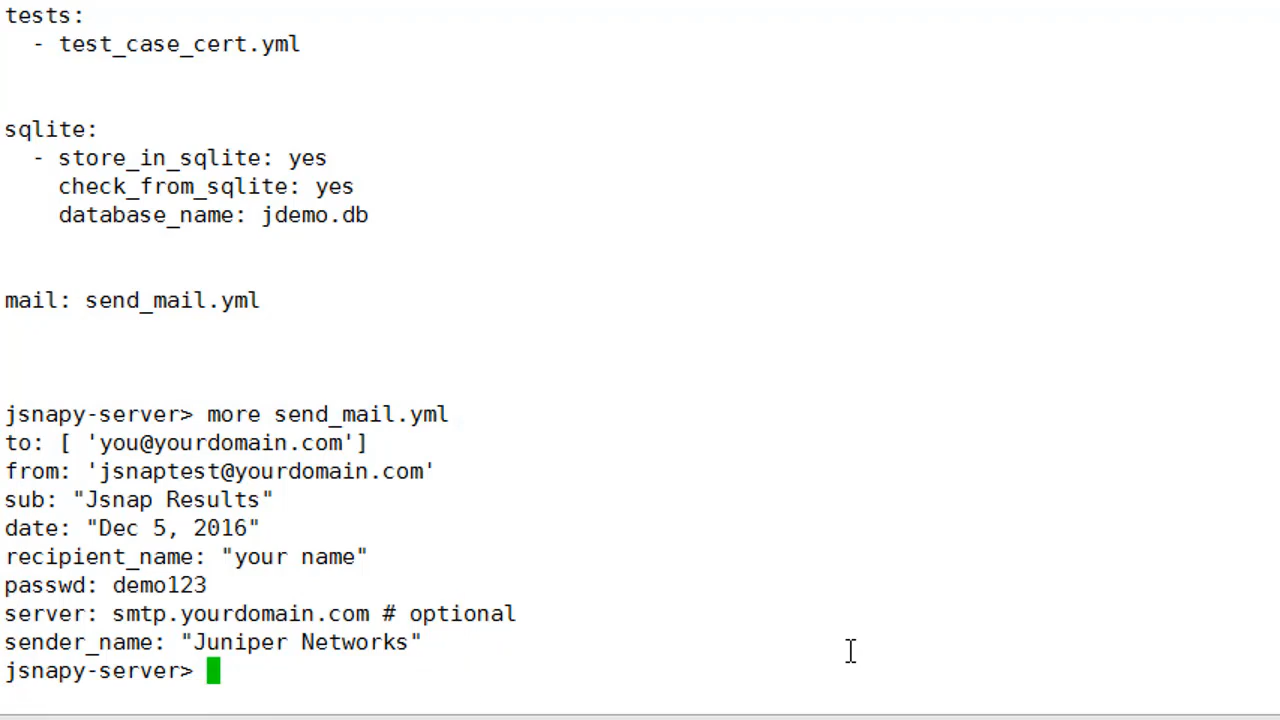 tests:
  - test_case_cert.yml
sqlite:
  - store_in_sqlite: yes
    check_from_sqlite: yes
    database_name: jdemo.db
mail: send_mail.yml
jsnapy-server> more send_mail.yml
to: [ 'you@yourdomain.com']
from: 'jsnaptest@yourdomain.com'
sub: "Jsnap Results"
date: "Dec 5, 2016"
recipient_name: "your name"
passwd: demo123
server: smtp.yourdomain.com # optional
sender_name: "Juniper Networks"
jsnapy-server>